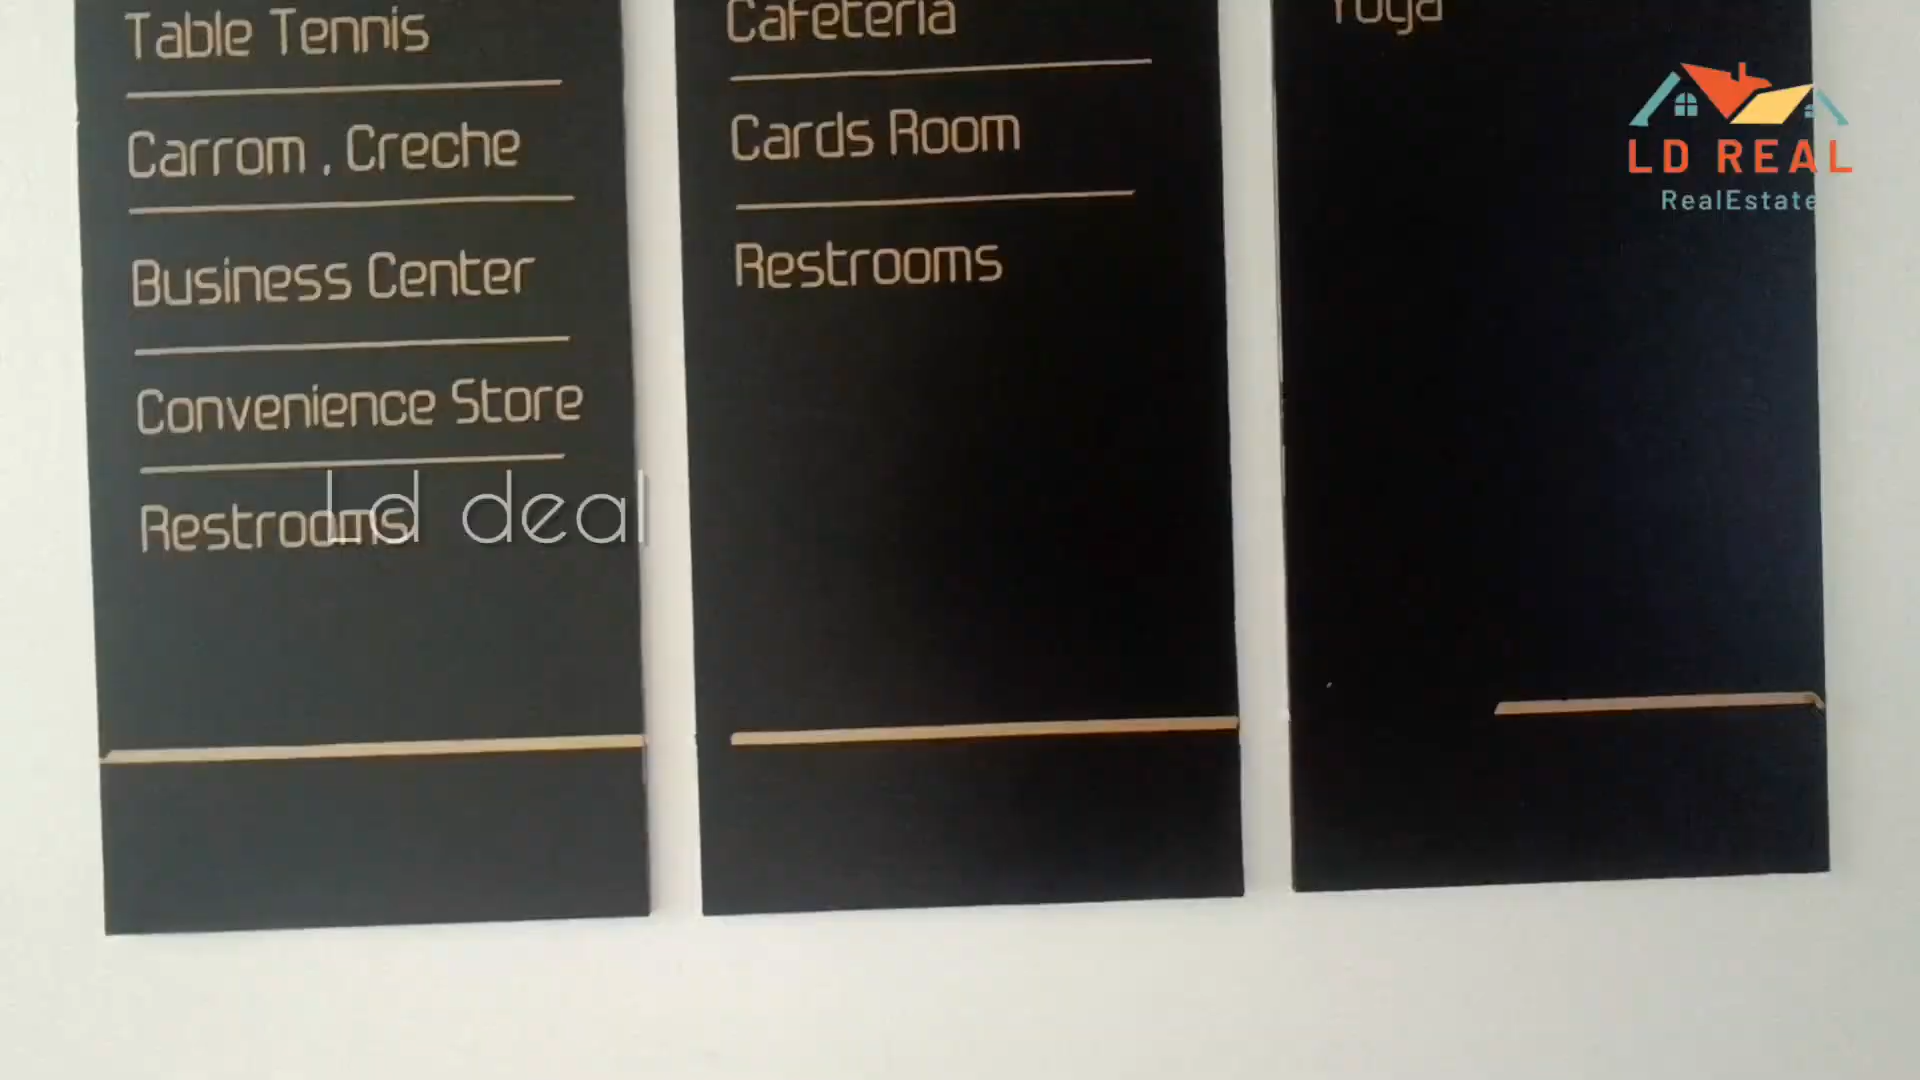 Table Tennis
Carrom , Creche
Business Center
Convenience Store
Restrooms
Cafeteria
Cards Room
Restrooms
Yoga
Ld deal
LD REAL
RealEstate